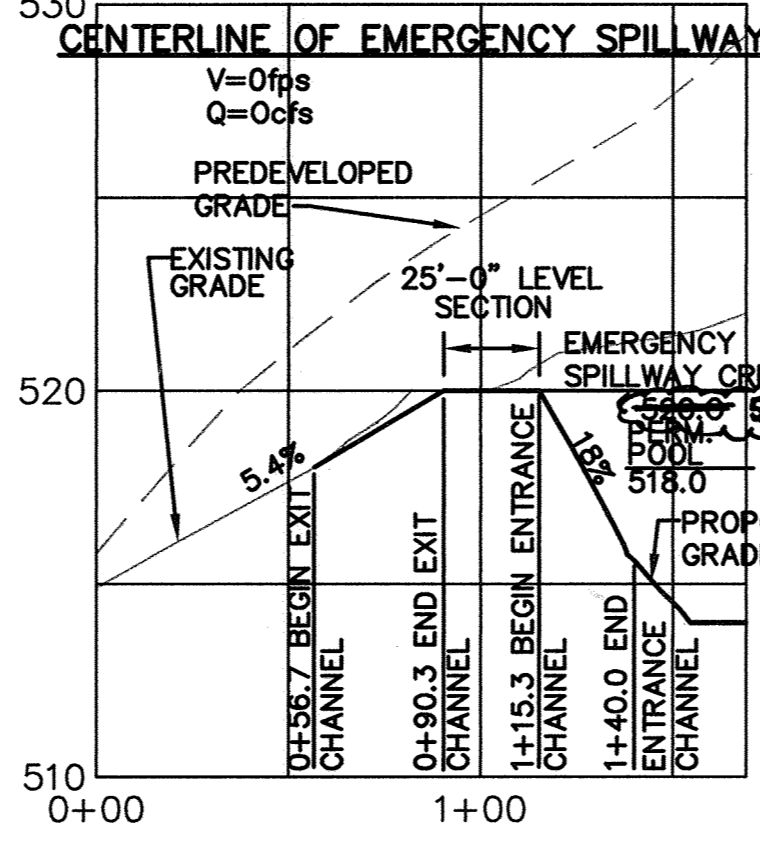 530
CENTERLINE OF EMERGENCY SPILLWAY
V=0fps
Q=0cfs
PREDEVELOPED
GRADE
EXISTING
GRADE
25'-0" LEVEL
SECTION
EMERGENCY
SPILLWAY
520
520.0
PERM.
POOL
518.0
5.4%
18%
0+56.7 BEGIN EXIT
CHANNEL
0+90.3 END EXIT
CHANNEL
1+15.3 BEGIN ENTRANCE
CHANNEL
1+40.0 END
ENTRANCE
CHANNEL
510
0+00
1+00